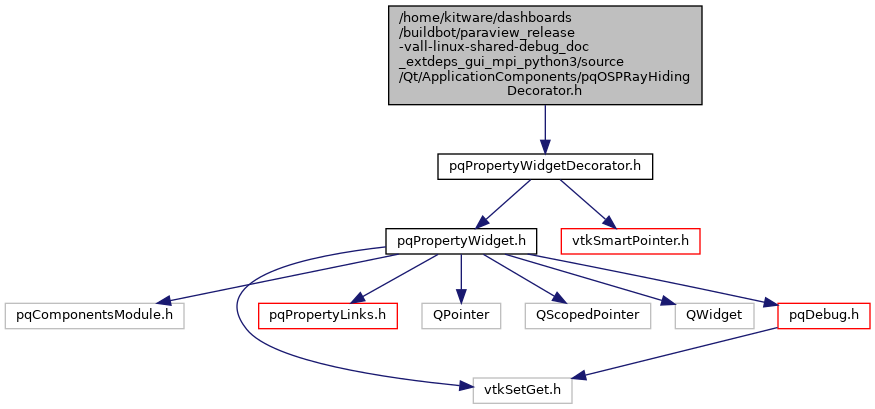 /home/kitware/dashboards
/buildbot/paraview_release
-vall-linux-shared-debug_doc
_extdeps_gui_mpi_python3/source
/Qt/ApplicationComponents/pqOSPRayHiding
Decorator.h
pqPropertyWidgetDecorator.h
pqPropertyWidget.h
vtkSmartPointer.h
pqComponentsModule.h
pqPropertyLinks.h
QPointer
QScopedPointer
QWidget
pqDebug.h
vtkSetGet.h